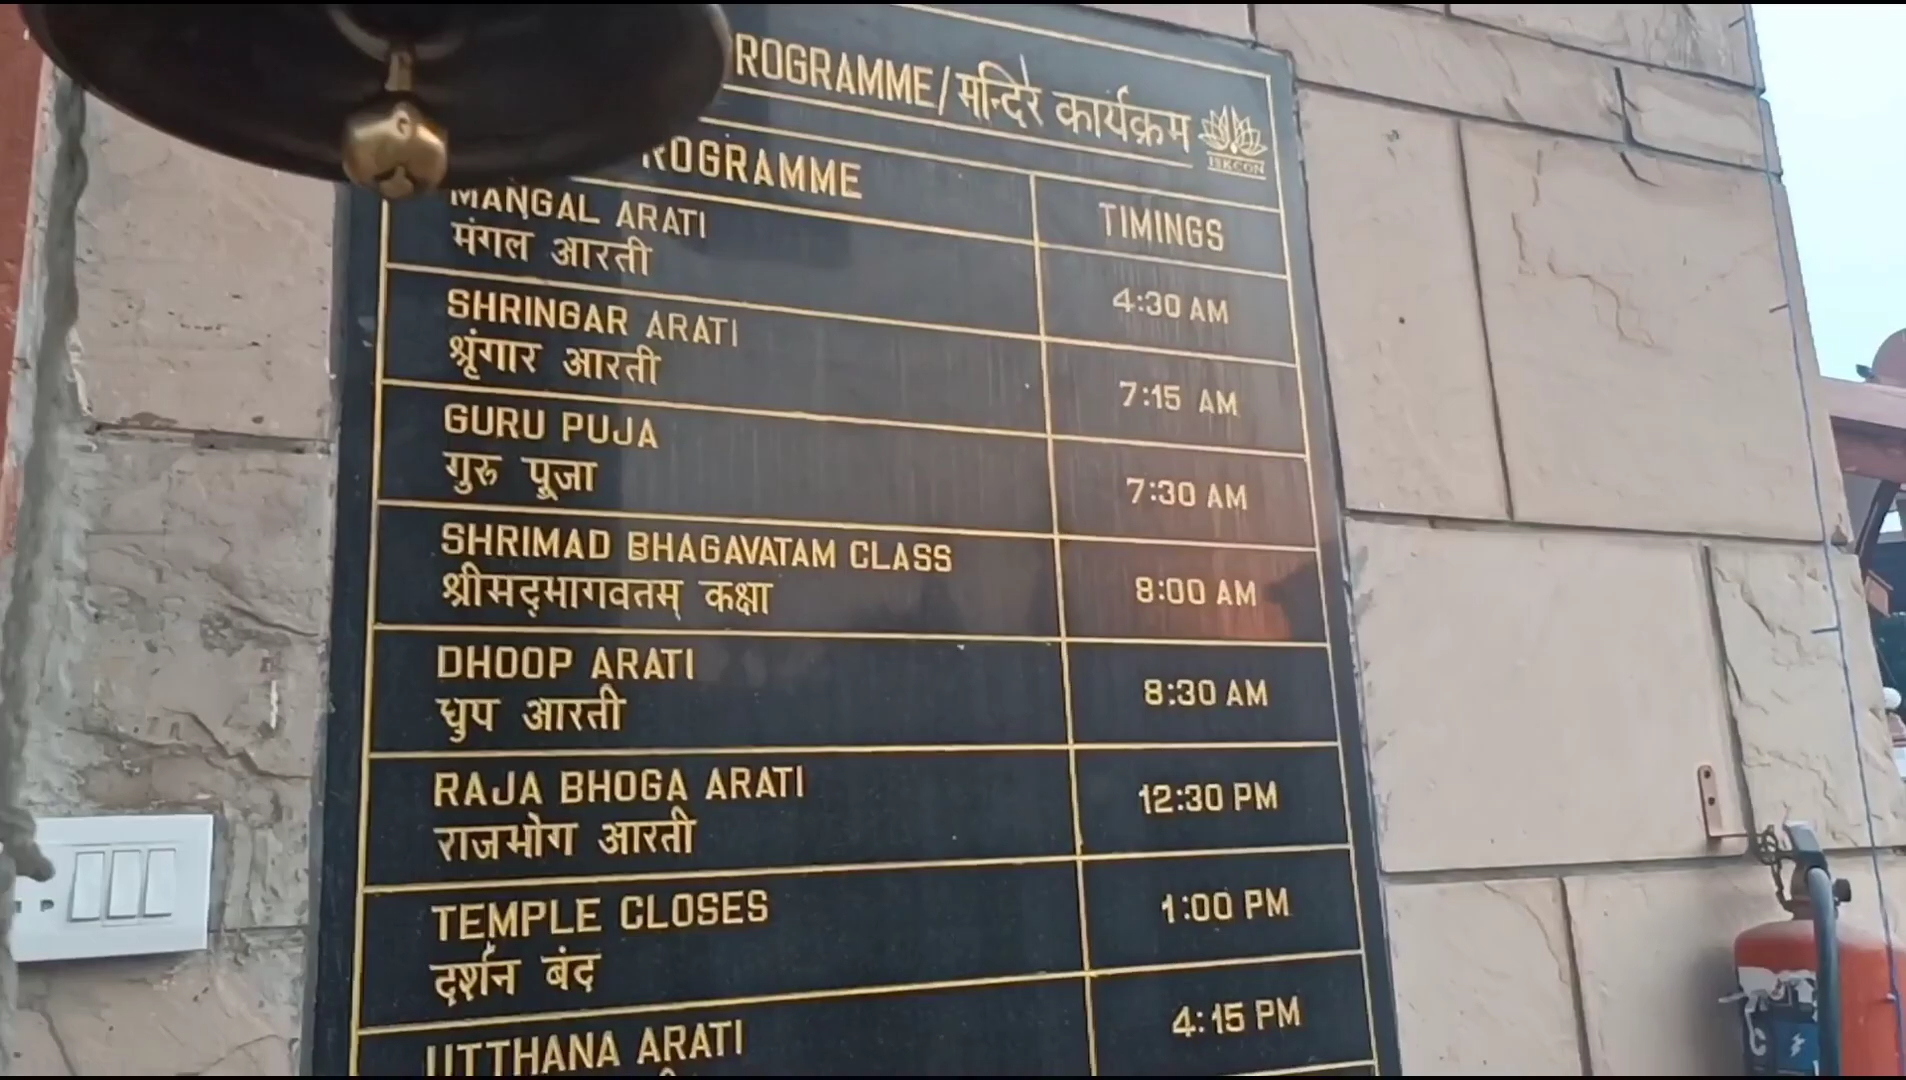 ROGRAMME/मन्दिर कार्यक्रम
ISKCON
ROGRAMME TIMINGS
MANGAL ARATI
मंगल आरती
4:30 AM
SHRINGAR ARATI
श्रृंगार आरती
7:15 AM
GURU PUJA
गुरु पूजा
7:30 AM
SHRIMAD BHAGAVATAM CLASS
श्रीमद्भागवतम् कक्षा
8:00 AM
DHOOP ARATI
धुप आरती
8:30 AM
RAJA BHOGA ARATI
राजभोग आरती
12:30 PM
TEMPLE CLOSES
दर्शन बंद
1:00 PM
UTTHANA ARATI
4:15 PM